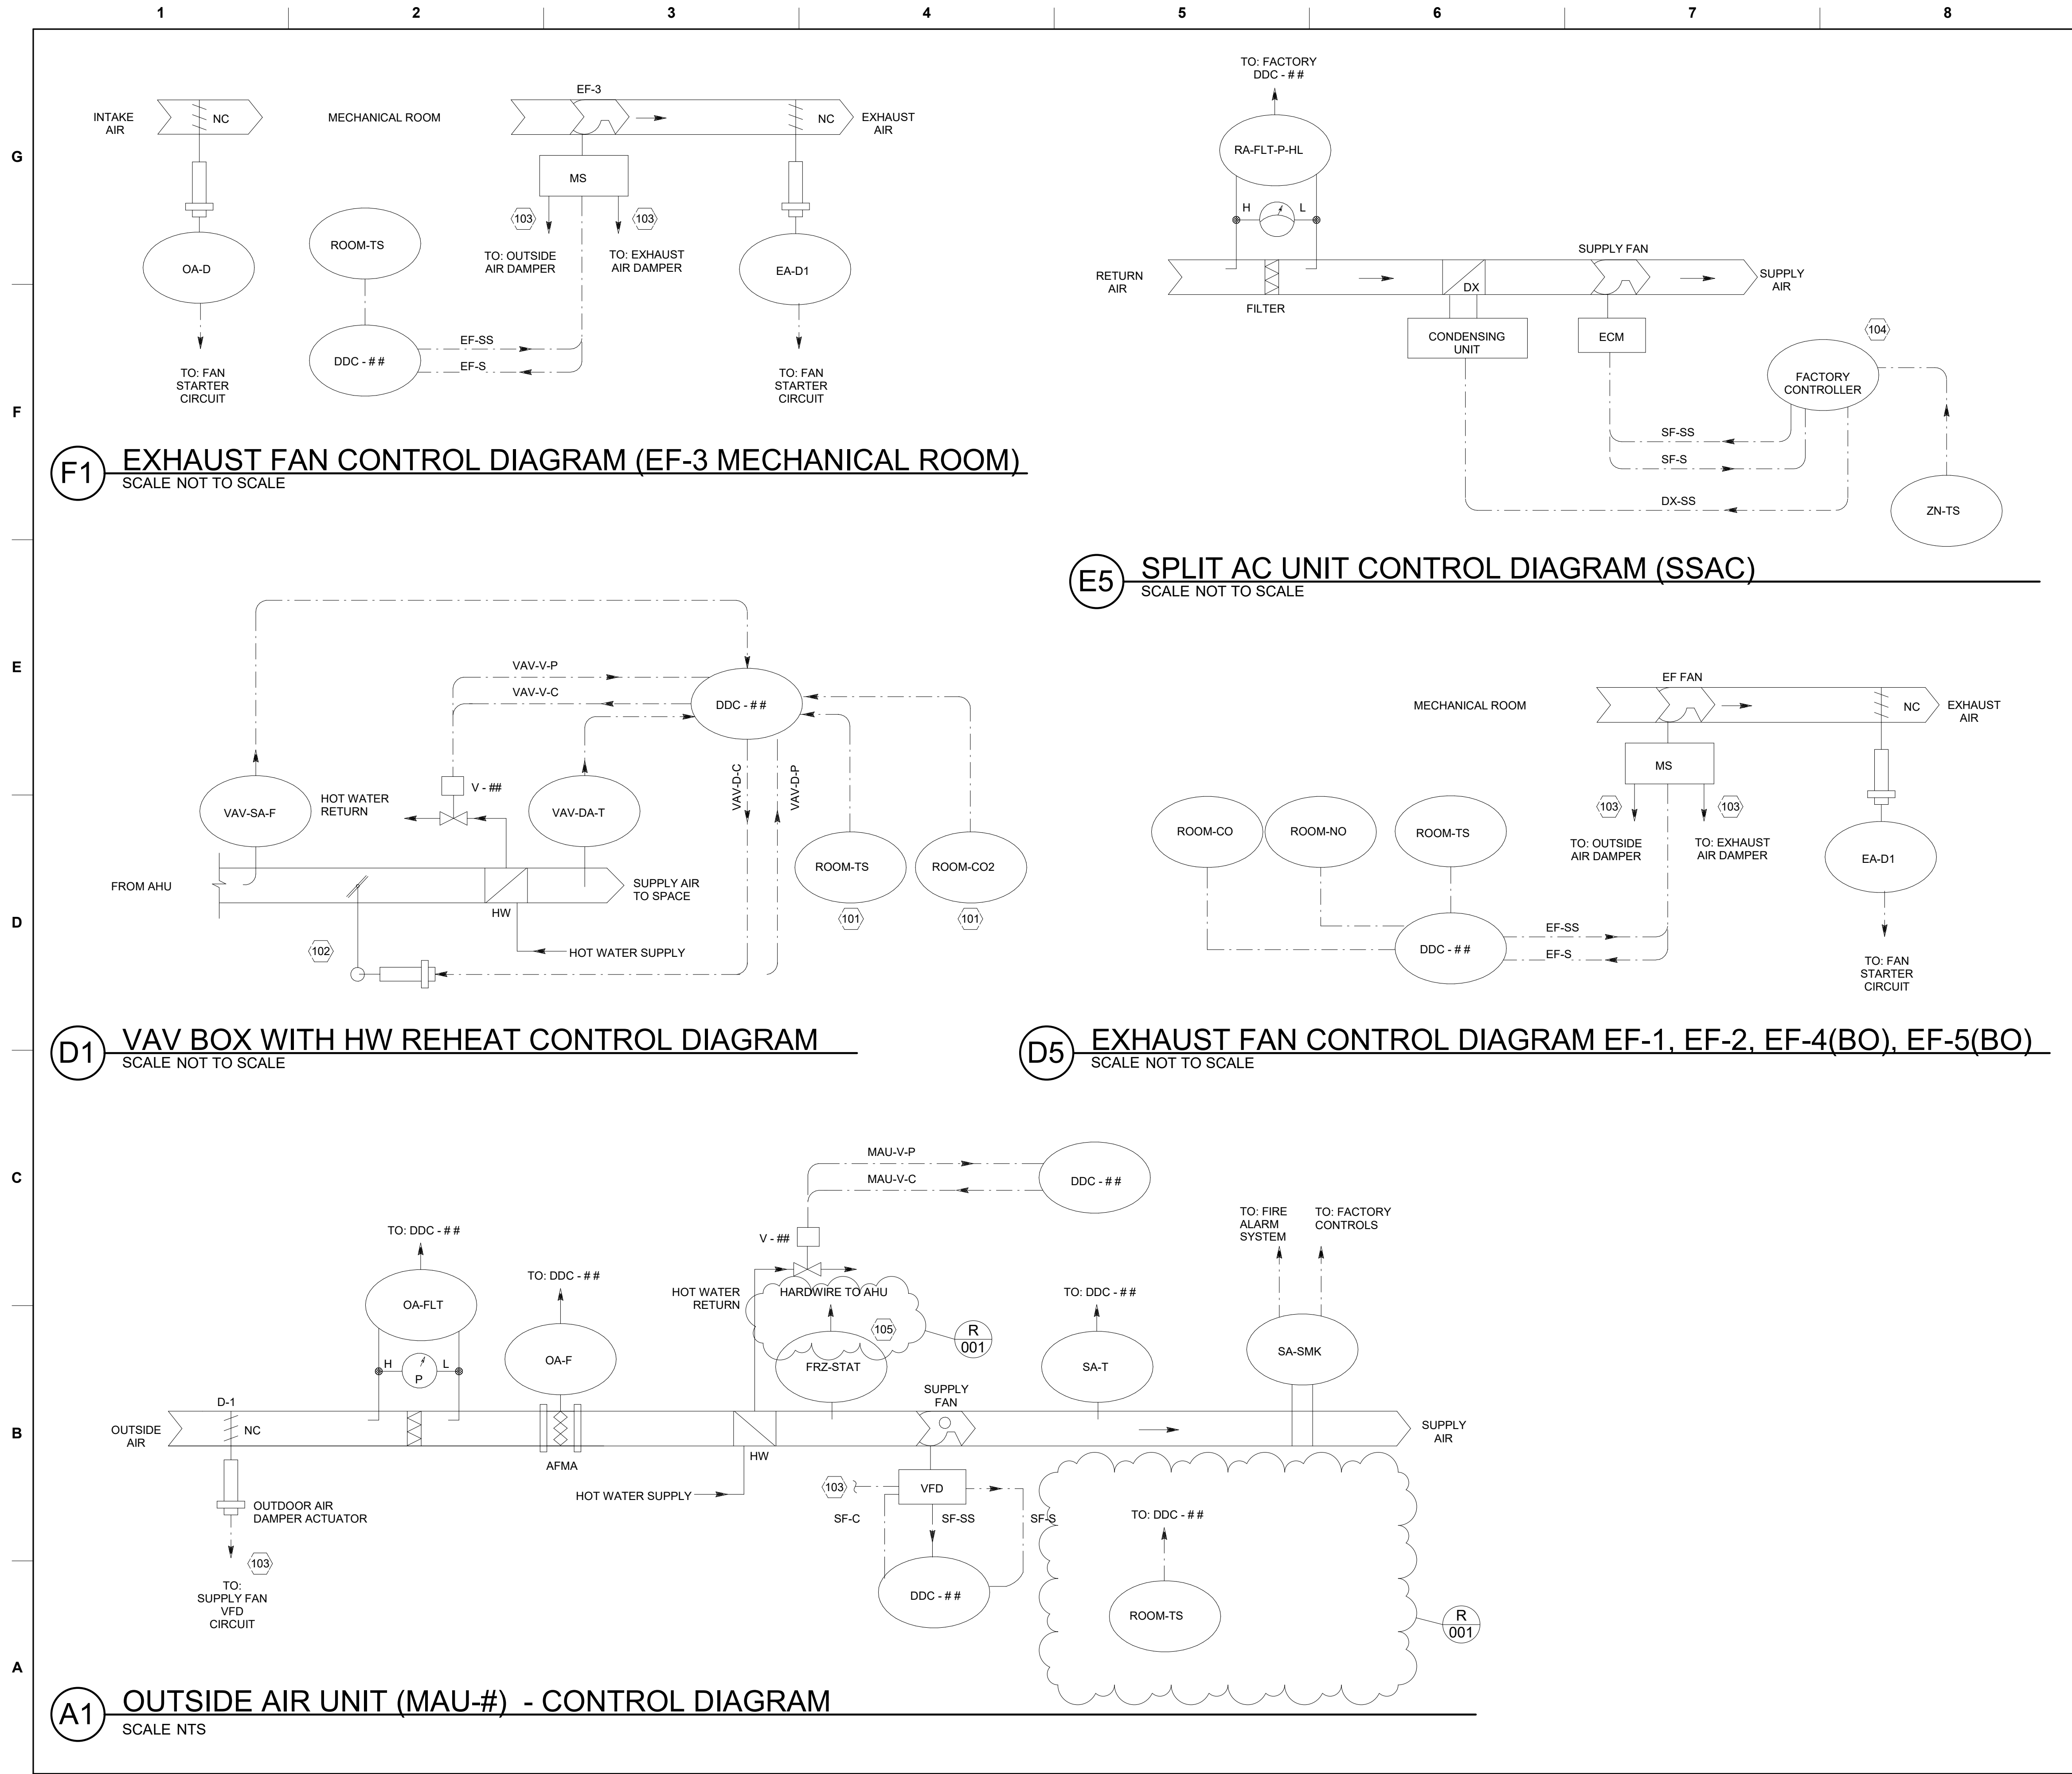 1 2 3 4 5 6 7 8
G
F
E
D
C
B
A
INTAKE
AIR
NC
MECHANICAL ROOM
EF-3
NC
EXHAUST
AIR
MS
103
103
TO: OUTSIDE
AIR DAMPER
TO: EXHAUST
AIR DAMPER
OA-D
ROOM-TS
EA-D1
DDC - # #
EF-SS
EF-S
TO: FAN
STARTER
CIRCUIT
TO: FAN
STARTER
CIRCUIT
F1
EXHAUST FAN CONTROL DIAGRAM (EF-3 MECHANICAL ROOM)
SCALE NOT TO SCALE
TO: FACTORY
DDC - # #
RA-FLT-P-HL
H
L
RETURN
AIR
FILTER
DX
SUPPLY FAN
SUPPLY
AIR
CONDENSING
UNIT
ECM
104
FACTORY
CONTROLLER
SF-SS
SF-S
DX-SS
ZN-TS
E5
SPLIT AC UNIT CONTROL DIAGRAM (SSAC)
SCALE NOT TO SCALE
VAV-V-P
VAV-V-C
DDC - # #
VAV-SA-F
HOT WATER
RETURN
V - ##
VAV-DA-T
VAV-D-C
VAV-D-P
ROOM-TS
ROOM-CO2
101
101
FROM AHU
SUPPLY AIR
TO SPACE
HW
102
HOT WATER SUPPLY
D1
VAV BOX WITH HW REHEAT CONTROL DIAGRAM
SCALE NOT TO SCALE
MECHANICAL ROOM
EF FAN
NC
EXHAUST
AIR
MS
103
103
TO: OUTSIDE
AIR DAMPER
TO: EXHAUST
AIR DAMPER
ROOM-CO
ROOM-NO
ROOM-TS
EA-D1
DDC - # #
EF-SS
EF-S
TO: FAN
STARTER
CIRCUIT
D5
EXHAUST FAN CONTROL DIAGRAM EF-1, EF-2, EF-4(BO), EF-5(BO)
SCALE NOT TO SCALE
MAU-V-P
MAU-V-C
DDC - # #
V - ##
HOT WATER
RETURN
HARDWIRE TO AHU
105
R
001
FRZ-STAT
TO: DDC - # #
OA-FLT
H
L
P
TO: DDC - # #
OA-F
TO: DDC - # #
SA-T
TO: FIRE
ALARM
SYSTEM
TO: FACTORY
CONTROLS
SA-SMK
D-1
OUTSIDE
AIR
NC
AFMA
HW
SUPPLY
FAN
SUPPLY
AIR
HOT WATER SUPPLY
OUTDOOR AIR
DAMPER ACTUATOR
103
TO:
SUPPLY FAN
VFD
CIRCUIT
103
VFD
SF-C
SF-SS
SF-S
DDC - # #
TO: DDC - # #
ROOM-TS
R
001
A1
OUTSIDE AIR UNIT (MAU-#) - CONTROL DIAGRAM
SCALE NTS